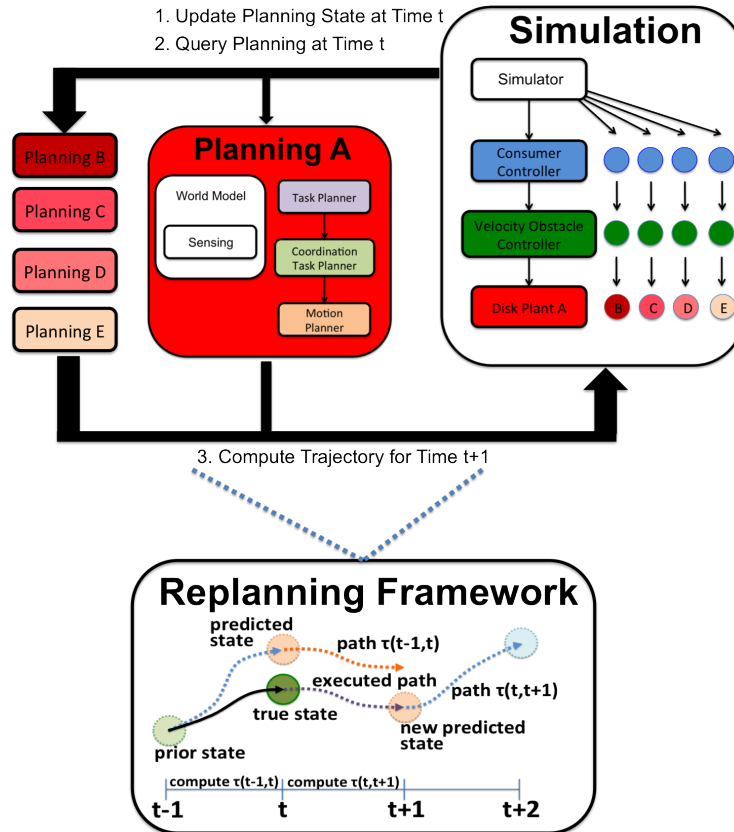 1. Update Planning State at Time t
2. Query Planning at Time t
Simulation
Simulator
Consumer
Controller
Velocity Obstacle
Controller
Disk Plant A
B
C
D
E
Planning B
Planning C
Planning D
Planning E
Planning A
World Model
Sensing
Task Planner
Coordination
Task Planner
Motion
Planner
3. Compute Trajectory for Time t+1
Replanning Framework
predicted
state
path τ(t-1,t)
executed path
path τ(t,t+1)
true state
new predicted
state
prior state
compute τ(t-1,t)
compute τ(t,t+1)
t-1
t
t+1
t+2